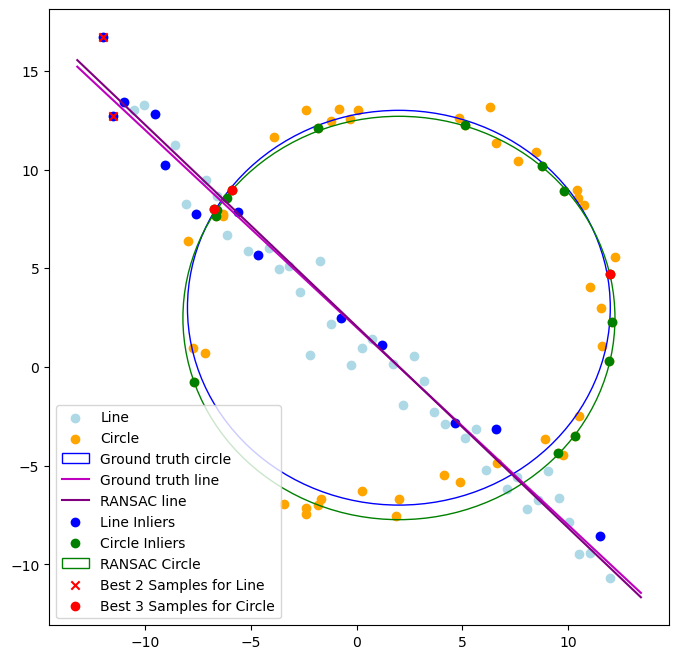 15
10
5
0
−5
−10
Line
Circle
Ground truth circle
Ground truth line
RANSAC line
Line Inliers
Circle Inliers
RANSAC Circle
Best 2 Samples for Line
Best 3 Samples for Circle
−10 −5 0 5 10